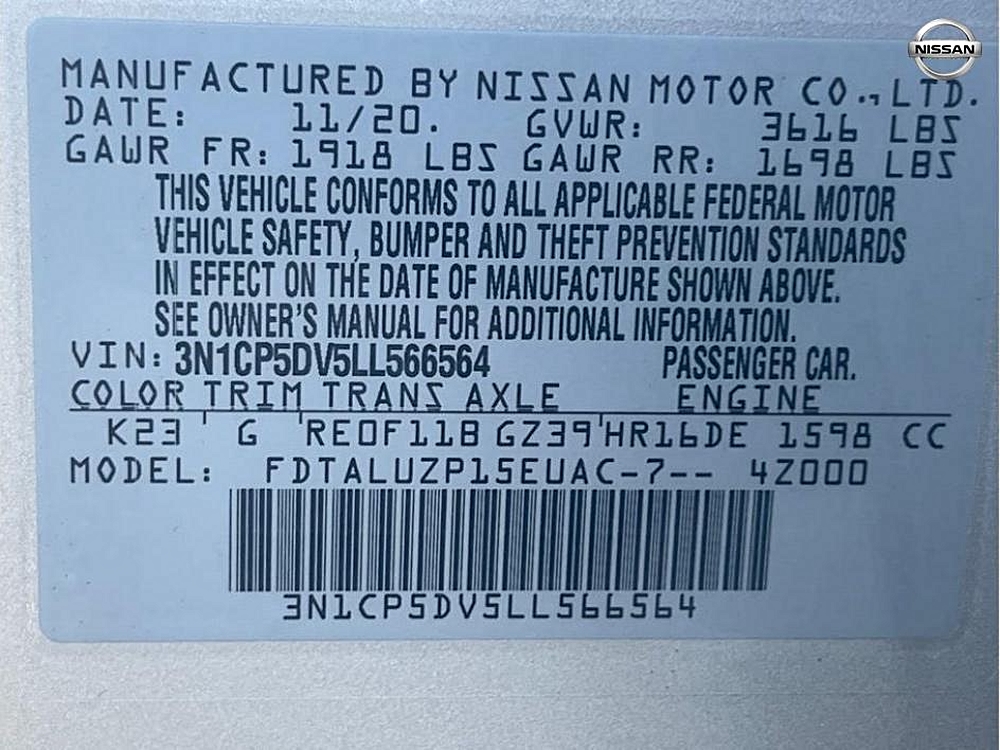 NISSAN
MANUFACTURED BY NISSAN MOTOR CO., LTD.
DATE: 11/20. GVWR: 3616 LBS
GAWR FR: 1918 LBS GAWR RR: 1698 LBS
THIS VEHICLE CONFORMS TO ALL APPLICABLE FEDERAL MOTOR
VEHICLE SAFETY, BUMPER AND THEFT PREVENTION STANDARDS
IN EFFECT ON THE DATE OF MANUFACTURE SHOWN ABOVE.
SEE OWNER'S MANUAL FOR ADDITIONAL INFORMATION.
VIN: 3N1CP5DV5LL566564 PASSENGER CAR.
COLOR TRIM TRANS AXLE ENGINE
K23 ' G 'RE0F11B GZ39'HR16DE 1598 CC
MODEL: FDTALUZP15EUAC-7-- 4Z000
3N1CP5DV5LL566564